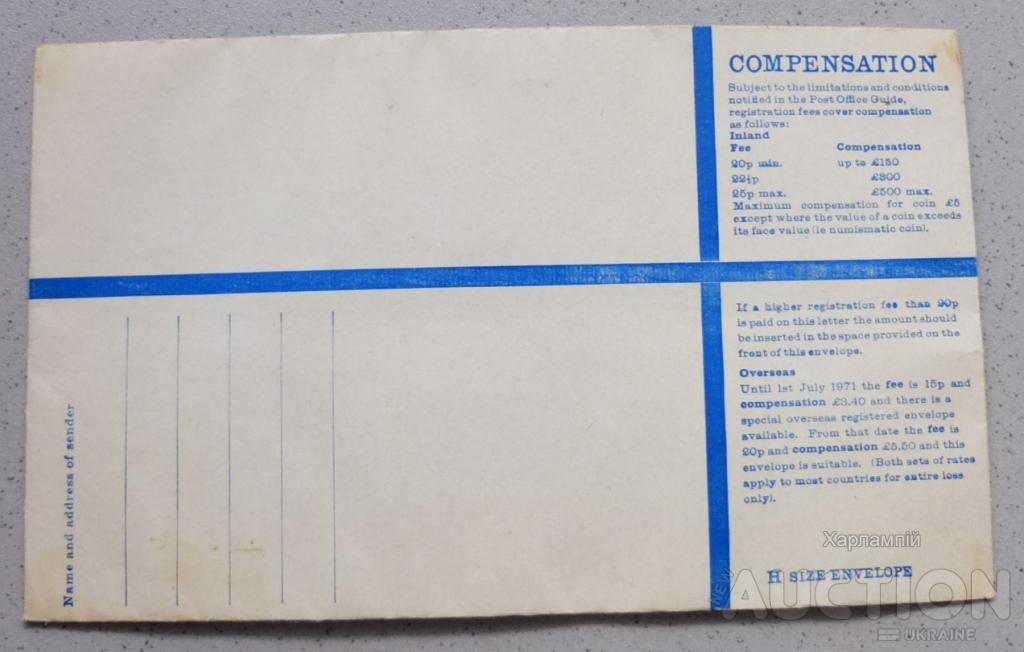 COMPENSATION
Subject to the limitations and conditions
notified in the Post Office Guide,
registration fees cover compensation
as follows:
Inland
Fee Compensation
20p min. up to £150
22½p £300
25p max. £500 max.
Maximum compensation for coin £5
except where the value of a coin exceeds
its face value (ie numismatic coin).
If a higher registration fee than 20p
is paid on this letter the amount should
be inserted in the space provided on the
front of this envelope.
Overseas
Until 1st July 1971 the fee is 15p and
compensation £3.40 and there is a
special overseas registered envelope
available. From that date the fee is
20p and compensation £5.50 and this
envelope is suitable. (Both sets of rates
apply to most countries for entire loss
only).
H SIZE ENVELOPE
Name and address of sender
Харлампій
NEW
AUCTION
UKRAINE